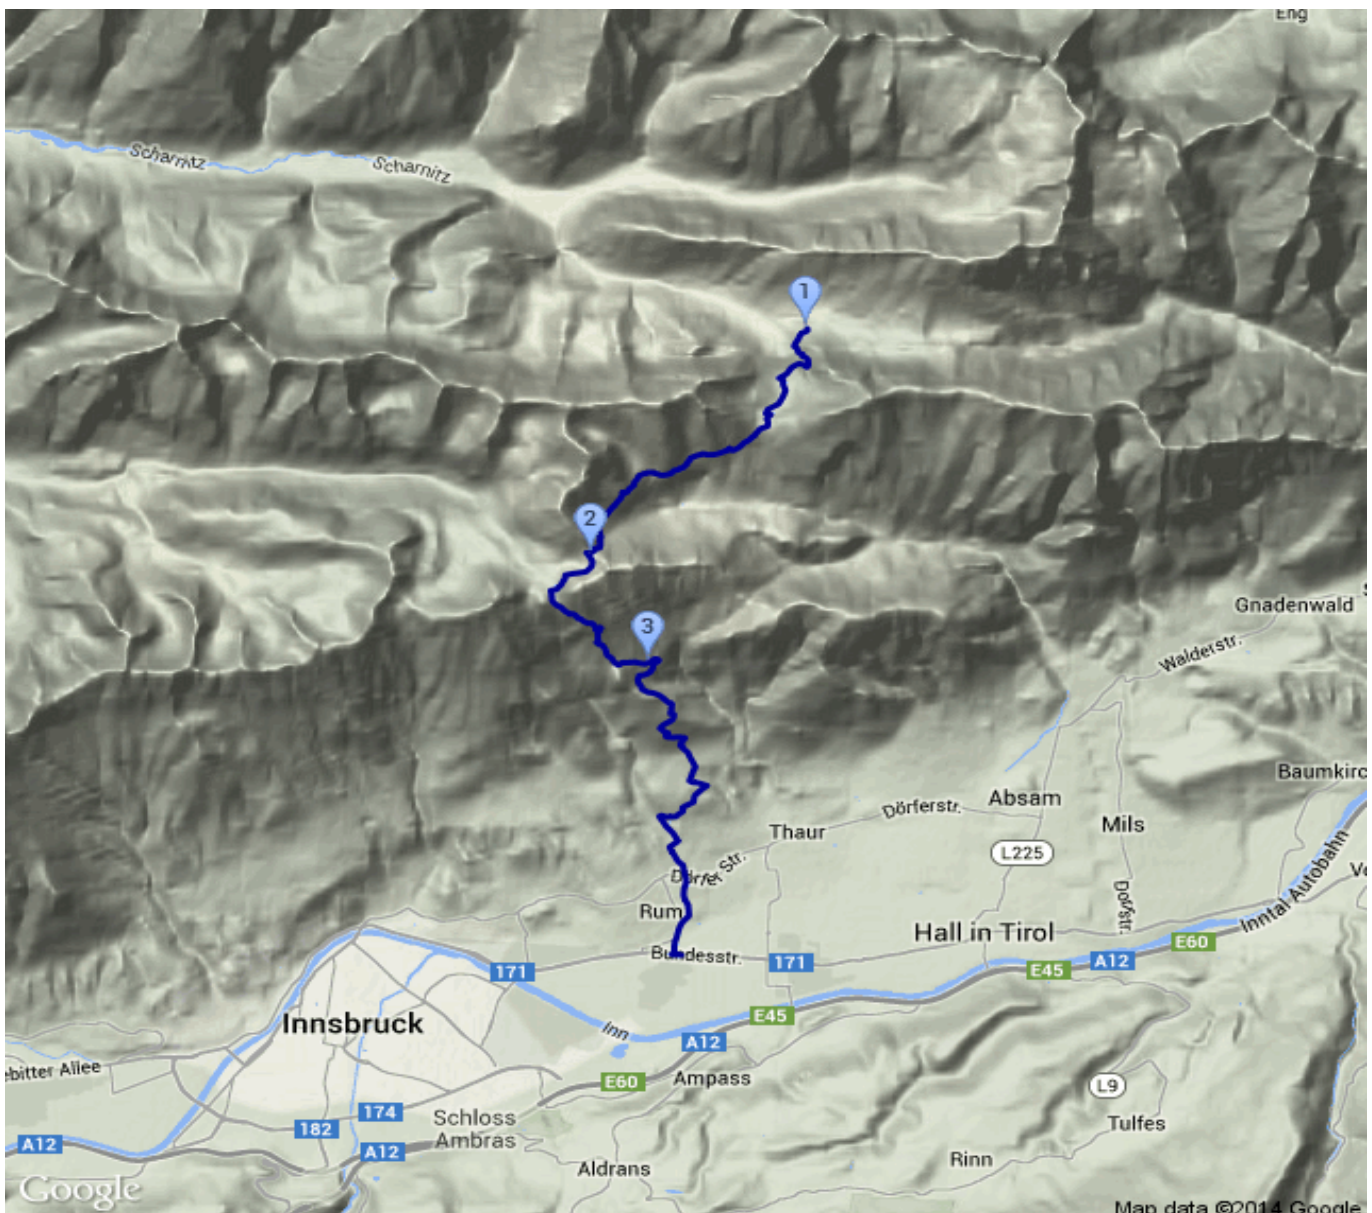 Eng
Scharnitz
Scharnitz
1
2
3
Gnadenwald
Walderstr.
Baumkirc
Absam
Dörferstr.
Mils
Thaur
L225
Dörfer Str.
Dorfstr.
Rum
Hall in Tirol
Inntal Autobahn
E60
Bundesstr.
171
A12
171
E45
Innsbruck
Inn
E45
A12
ebitter Allee
E60
Ampass
L9
174
Schloss
Ambras
Tulfes
182
A12
A12
Aldrans
Rinn
Google
Map data ©2014 Google